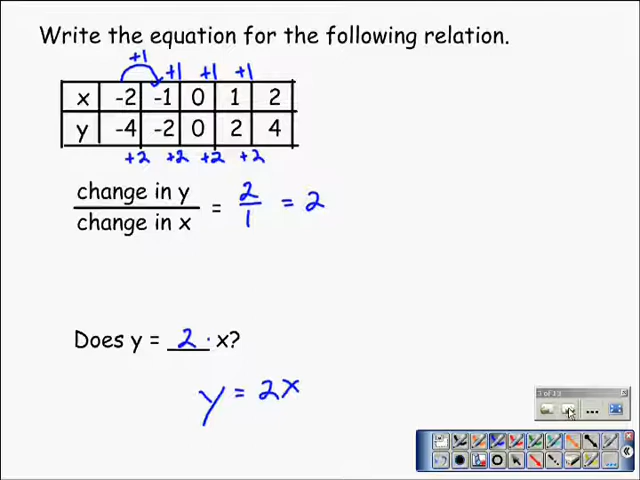 Write the equation for the following relation.
+1
+1 +1 +1
x -2 -1 0 1 2
y -4 -2 0 2 4
+2 +2 +2 +2
change in y
change in x = 2/1 = 2
Does y = 2 · x?
y = 2x